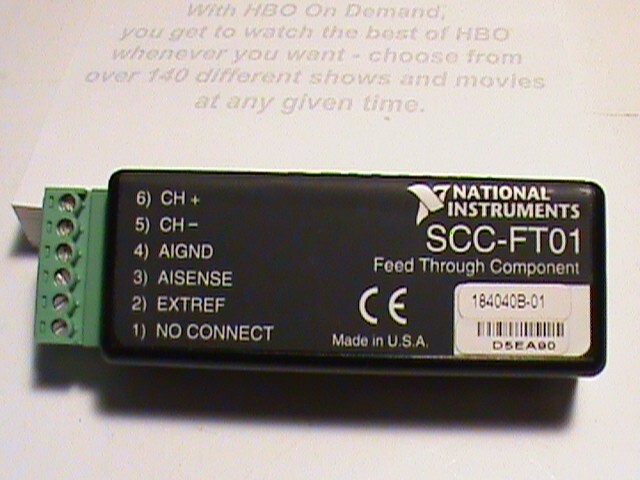 With HBO On Demand,
you get to watch the best of HBO
whenever you want - choose from
over 140 different shows and movies
at any given time.
6) CH +
5) CH –
4) AIGND
3) AISENSE
2) EXTREF
1) NO CONNECT
NATIONAL
INSTRUMENTS
SCC-FT01
Feed Through Component
CE
Made in U.S.A.
184040B-01
D5EA90